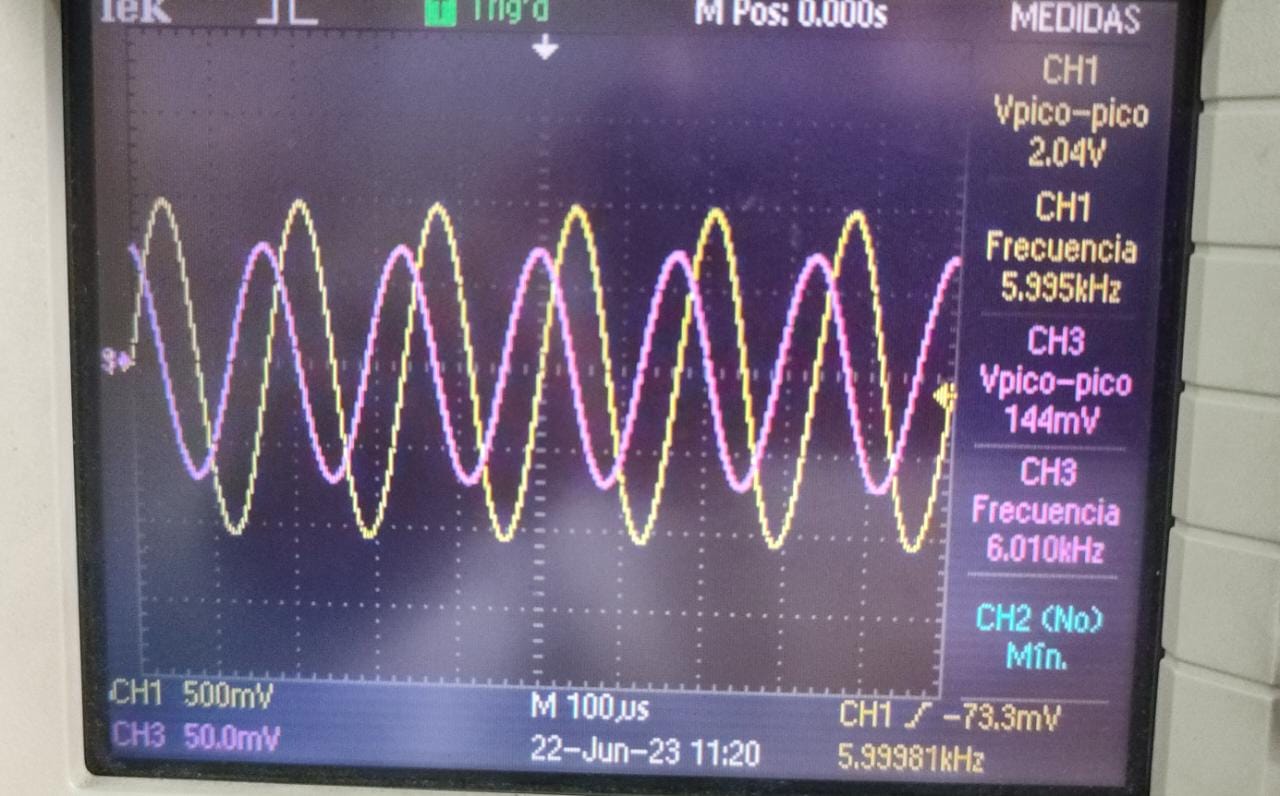 Tek
T Trig'd
M Pos: 0.000s
MEDIDAS
CH1
Vpico-pico
2.04V
CH1
Frecuencia
5.995kHz
CH3
Vpico-pico
144mV
CH3
Frecuencia
6.010kHz
CH2 (No)
Mín.
3
CH1 500mV
M 100µs
CH1 -73.3mV
CH3 50.0mV
22-Jun-23 11:20
5.99981kHz